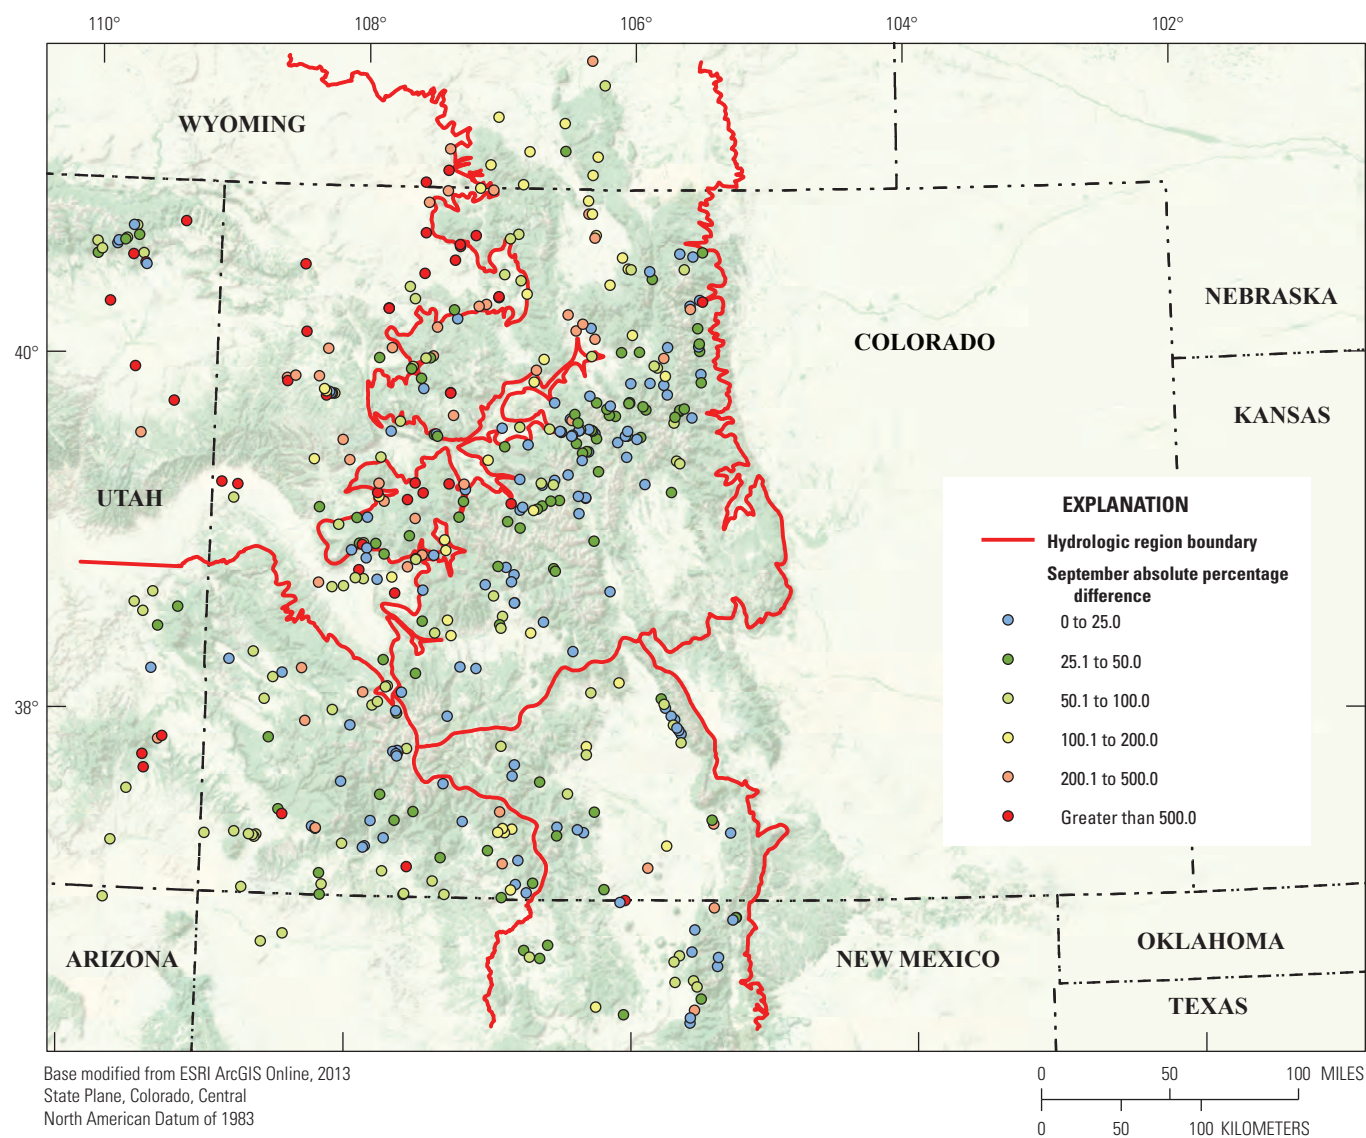 110°
108°
106°
104°
102°
WYOMING
40°
NEBRASKA
COLORADO
KANSAS
UTAH
EXPLANATION
Hydrologic region boundary
September absolute percentage
difference
0 to 25.0
25.1 to 50.0
50.1 to 100.0
100.1 to 200.0
200.1 to 500.0
Greater than 500.0
38°
ARIZONA
NEW MEXICO
OKLAHOMA
TEXAS
Base modified from ESRI ArcGIS Online, 2013
State Plane, Colorado, Central
North American Datum of 1983
0 50 100 MILES
0 50 100 KILOMETERS